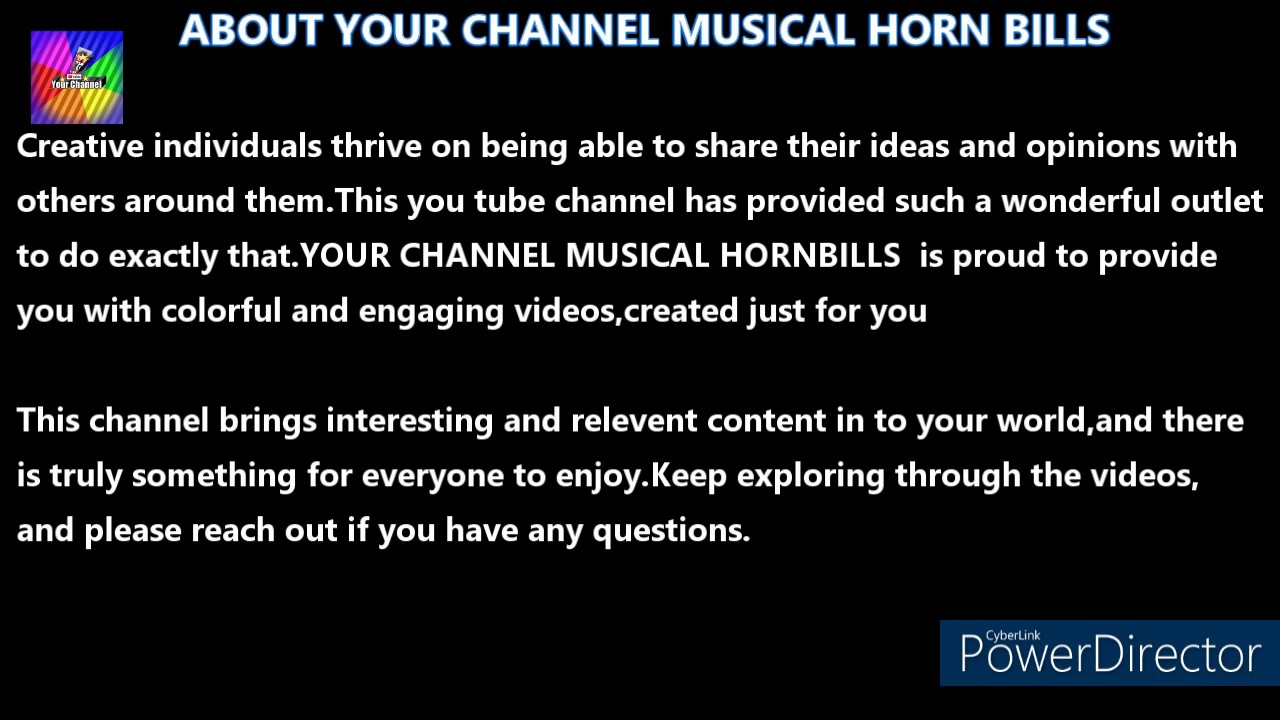 ABOUT YOUR CHANNEL MUSICAL HORN BILLS
Your Channel
Creative individuals thrive on being able to share their ideas and opinions with
others around them.This you tube channel has provided such a wonderful outlet
to do exactly that.YOUR CHANNEL MUSICAL HORNBILLS  is proud to provide
you with colorful and engaging videos,created just for you
This channel brings interesting and relevent content in to your world,and there
is truly something for everyone to enjoy.Keep exploring through the videos,
and please reach out if you have any questions.
CyberLink
PowerDirector